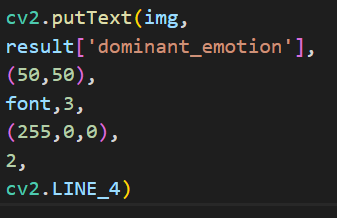 cv2.putText(img,
result['dominant_emotion'],
(50,50),
font,3,
(255,0,0),
2,
cv2.LINE_4)